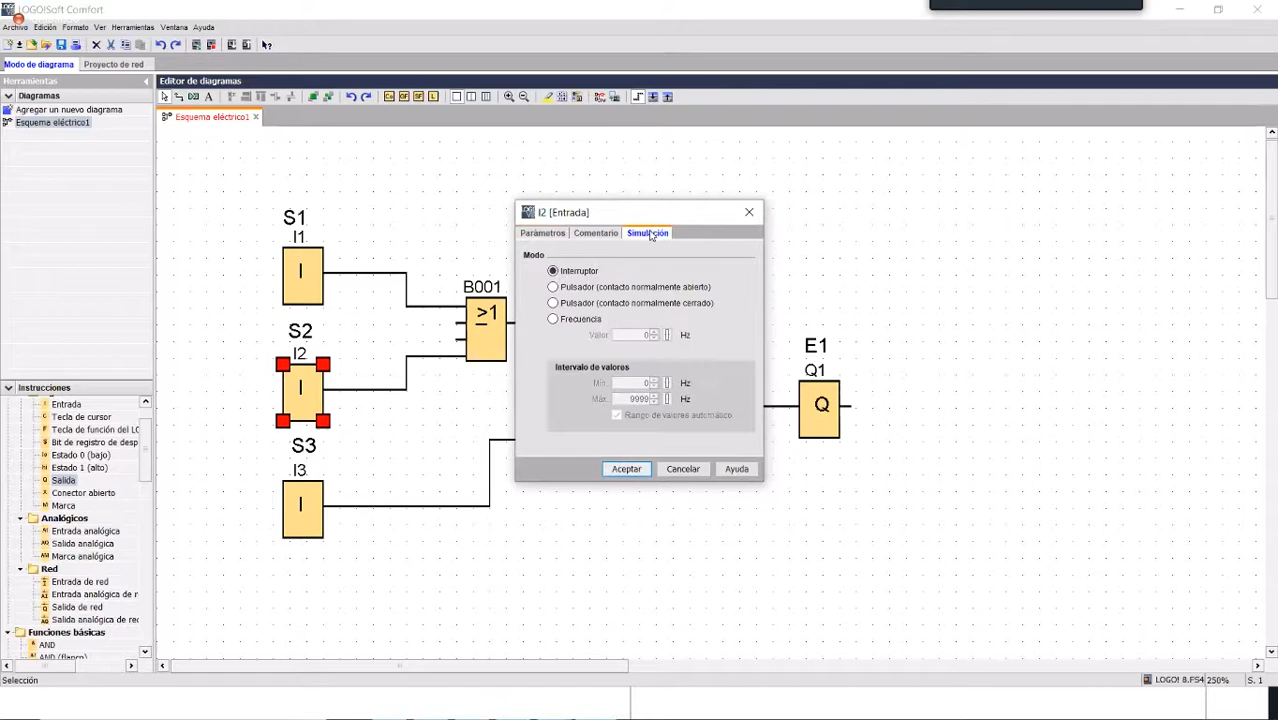 LOGO!Soft Comfort
Archivo Edición Formato Ver Herramientas Ventana Ayuda
Modo de diagrama Proyecto de red
Herramientas
Editor de diagramas
Diagramas
Agregar un nuevo diagrama
Esquema eléctrico1
Esquema eléctrico1
S1
I1
I
S2
I2
I
S3
I3
I
B001
>1
I2 [Entrada]
Parámetros Comentario Simulación
Modo
Interruptor
Pulsador (contacto normalmente abierto)
Pulsador (contacto normalmente cerrado)
Frecuencia
Valor 0 Hz
Intervalo de valores
Mín. 0 Hz
Máx. 9999 Hz
Rango de valores automático
Aceptar Cancelar Ayuda
E1
Q1
Q
Instrucciones
Entrada
Tecla de cursor
Tecla de función del LO
Bit de registro de desp
Estado 0 (bajo)
Estado 1 (alto)
Salida
Conector abierto
Marca
Analógicos
Entrada analógica
Salida analógica
Marca analógica
Red
Entrada de red
Entrada analógica de r
Salida de red
Salida analógica de rec
Funciones básicas
AND
AND (flanco)
Selección
LOGO! 8.FS4 250% S. 1